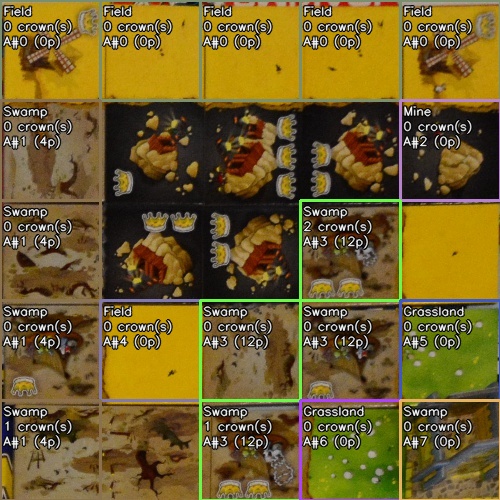 Field
0 crown(s)
A#0 (0p)
Field
0 crown(s)
A#0 (0p)
Field
0 crown(s)
A#0 (0p)
Field
0 crown(s)
A#0 (0p)
Field
0 crown(s)
A#0 (0p)
Swamp
0 crown(s)
A#1 (4p)
Mine
0 crown(s)
A#2 (0p)
Swamp
0 crown(s)
A#1 (4p)
Swamp
2 crown(s)
A#3 (12p)
Swamp
0 crown(s)
A#1 (4p)
Field
0 crown(s)
A#4 (0p)
Swamp
0 crown(s)
A#3 (12p)
Swamp
0 crown(s)
A#3 (12p)
Grassland
0 crown(s)
A#5 (0p)
Swamp
1 crown(s)
A#1 (4p)
Swamp
1 crown(s)
A#3 (12p)
Grassland
0 crown(s)
A#6 (0p)
Swamp
0 crown(s)
A#7 (0p)